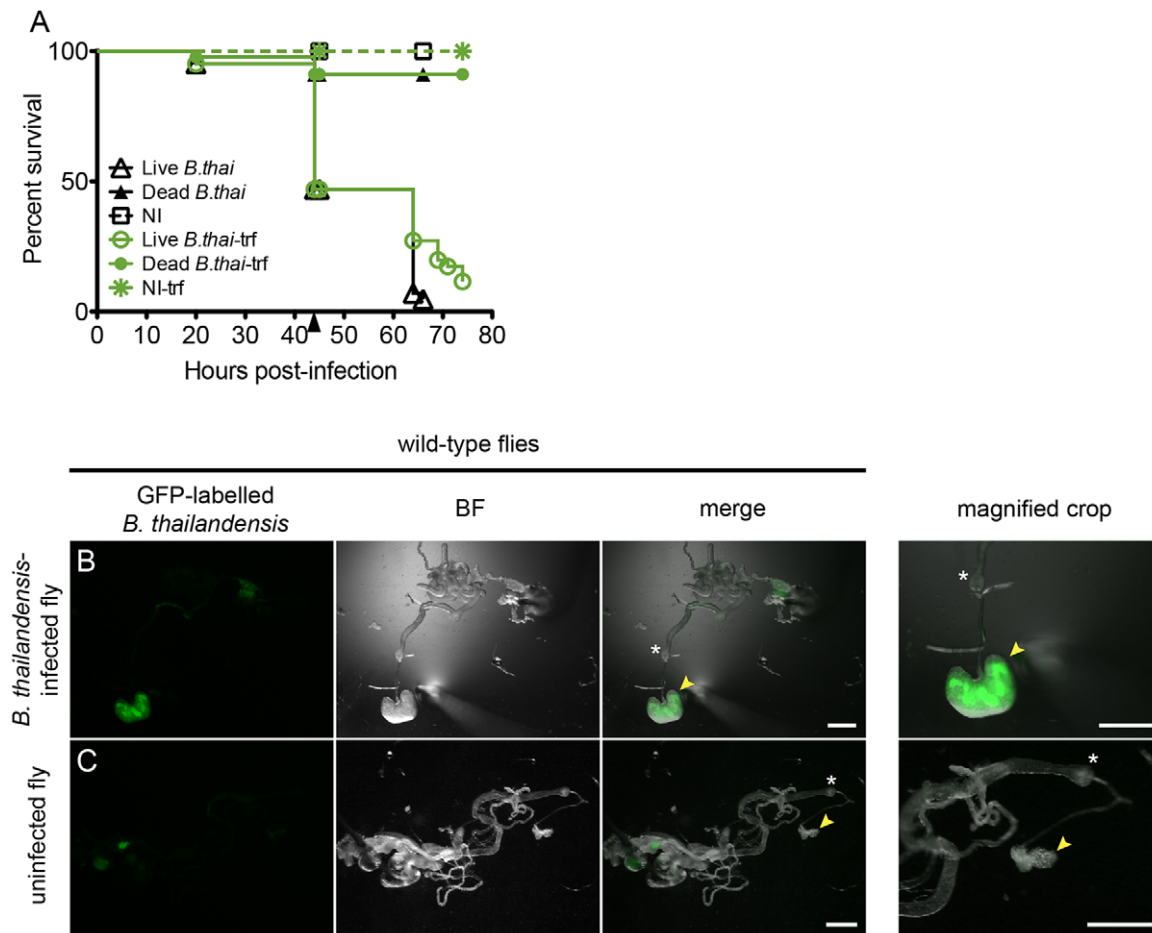 A
100
50
0
Percent survival
Live B.thai
Dead B.thai
NI
Live B.thai-trf
Dead B.thai-trf
NI-trf
0 10 20 30 40 50 60 70 80
Hours post-infection
wild-type flies
GFP-labelled
B. thailandensis
BF
merge
magnified crop
B. thailandensis-
infected fly
B
*
*
uninfected fly
C
*
*